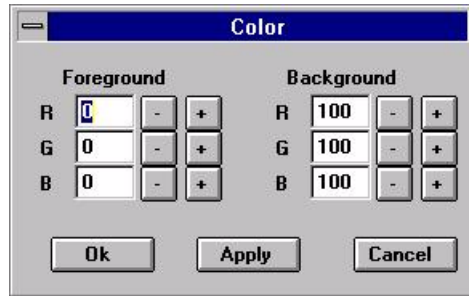 Color
Foreground Background
R 0 - + R 100 - +
G 0 - + G 100 - +
B 0 - + B 100 - +
Ok Apply Cancel